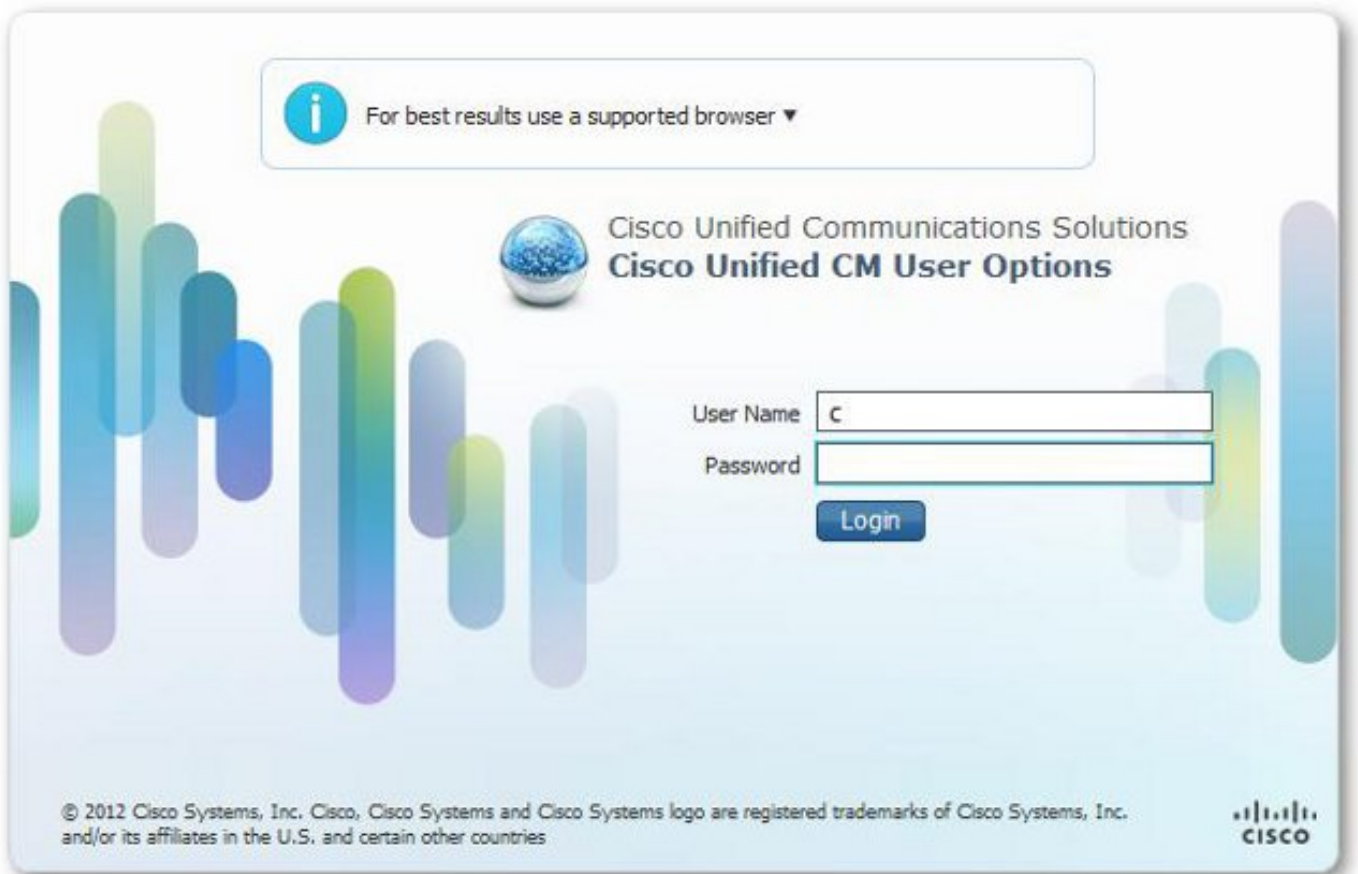 For best results use a supported browser ▼
Cisco Unified Communications Solutions
Cisco Unified CM User Options
User Name
c
Password
Login
© 2012 Cisco Systems, Inc. Cisco, Cisco Systems and Cisco Systems logo are registered trademarks of Cisco Systems, Inc.
and/or its affiliates in the U.S. and certain other countries
CISCO